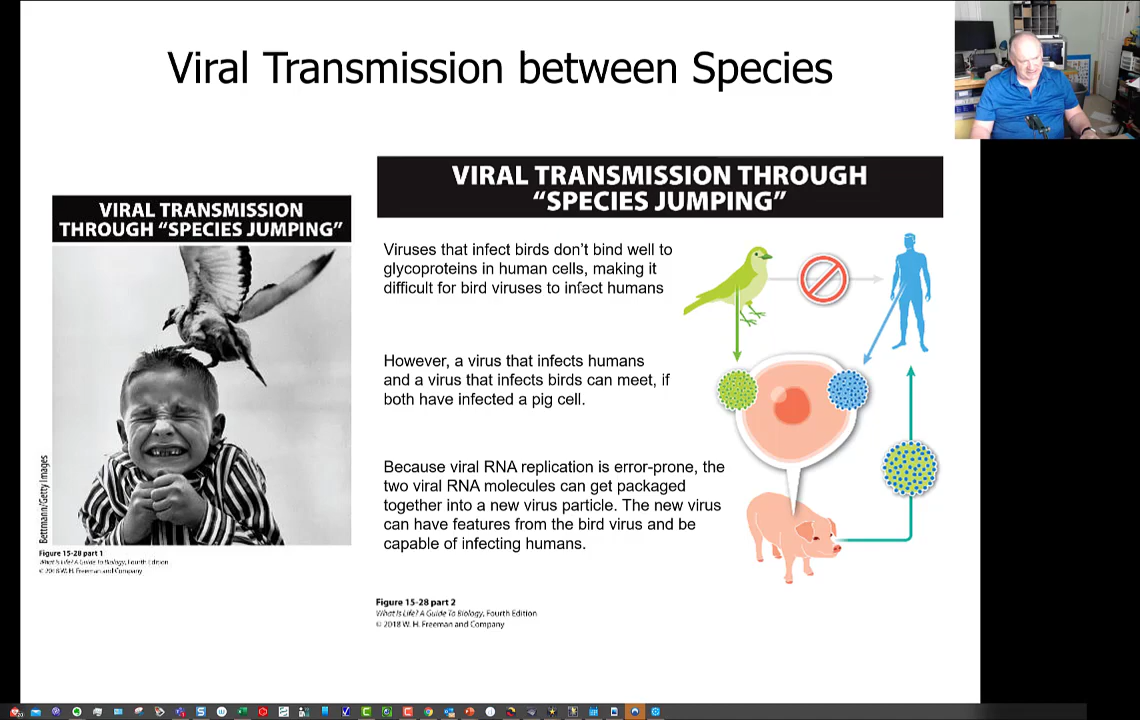 Viral Transmission between Species
VIRAL TRANSMISSION
THROUGH “SPECIES JUMPING”
Bettmann/Getty Images
Figure 15-28 part 1
What Is Life? A Guide to Biology, Fourth Edition
© 2018 W. H. Freeman and Company
VIRAL TRANSMISSION THROUGH
“SPECIES JUMPING”
Viruses that infect birds don’t bind well to
glycoproteins in human cells, making it
difficult for bird viruses to infect humans
However, a virus that infects humans
and a virus that infects birds can meet, if
both have infected a pig cell.
Because viral RNA replication is error-prone, the
two viral RNA molecules can get packaged
together into a new virus particle. The new virus
can have features from the bird virus and be
capable of infecting humans.
Figure 15-28 part 2
What Is Life? A Guide To Biology, Fourth Edition
© 2018 W. H. Freeman and Company